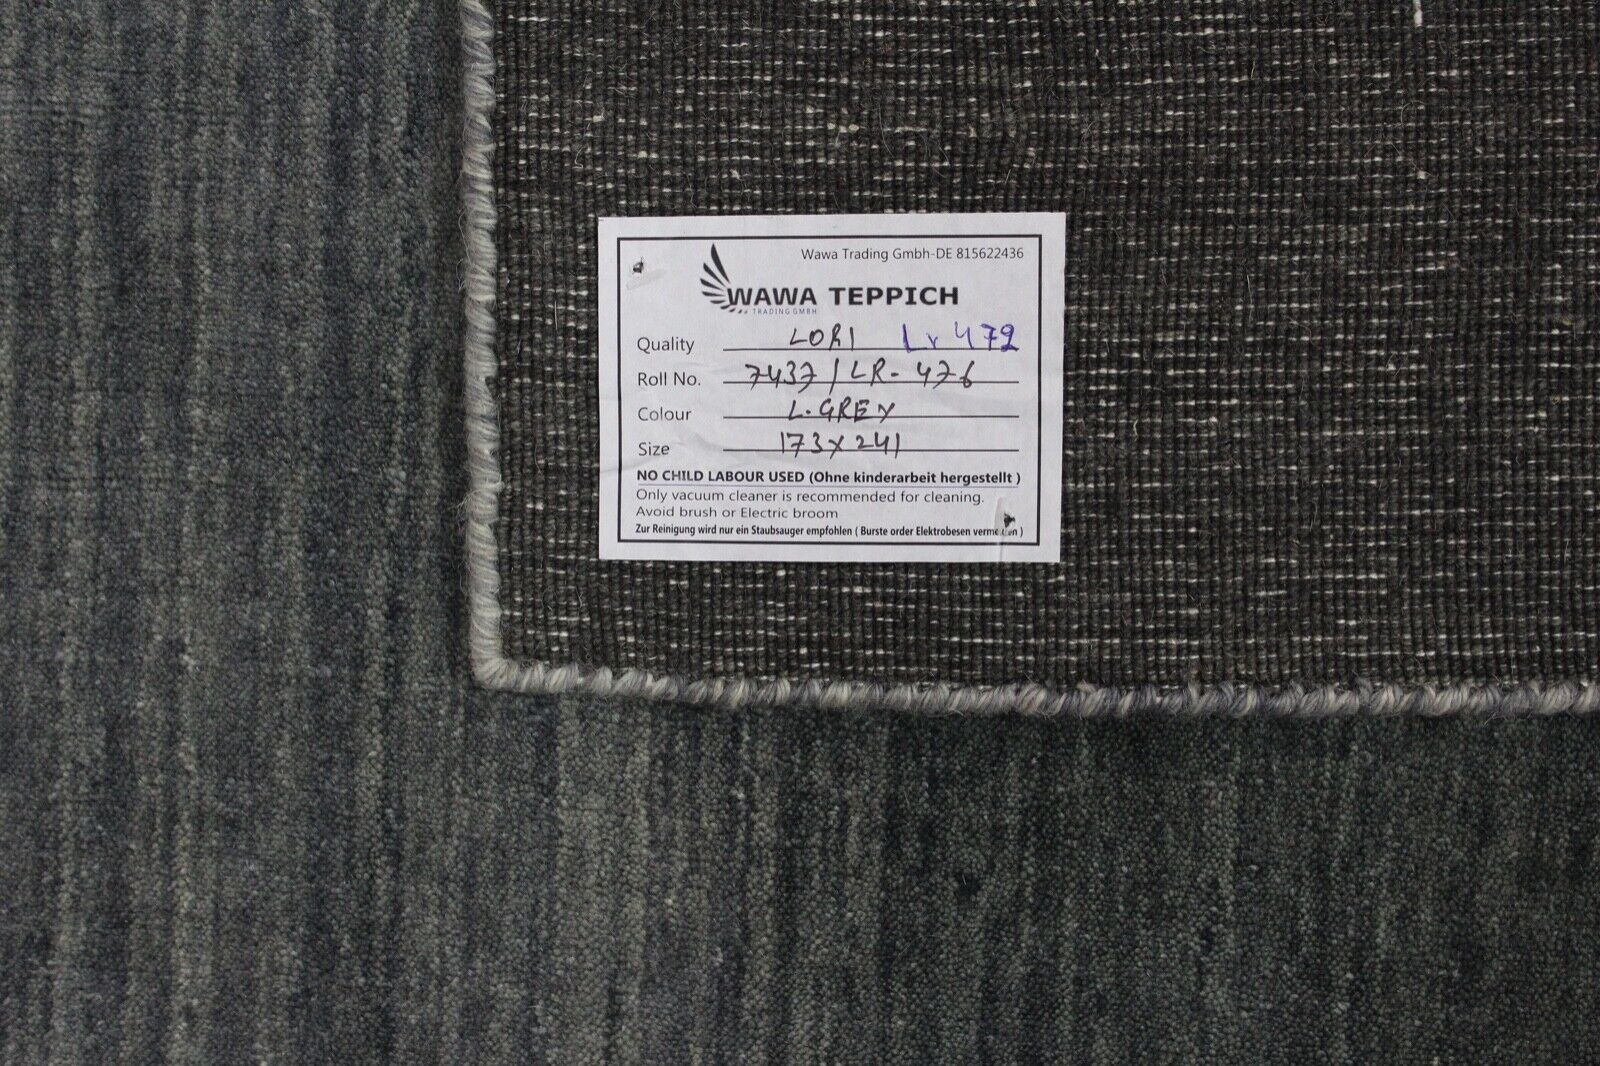 Wawa Trading Gmbh-DE 815622436
WAWA TEPPICH
TRADING GMBH
Quality LORI Lr 479
Roll No. 7437/LR-476
Colour L.GREY
Size 173x241
NO CHILD LABOUR USED (Ohne kinderarbeit hergestellt )
Only vacuum cleaner is recommended for cleaning.
Avoid brush or Electric broom
Zur Reinigung wird nur ein Staubsauger empfohlen ( Burste order Elektrobesen vermeiden )